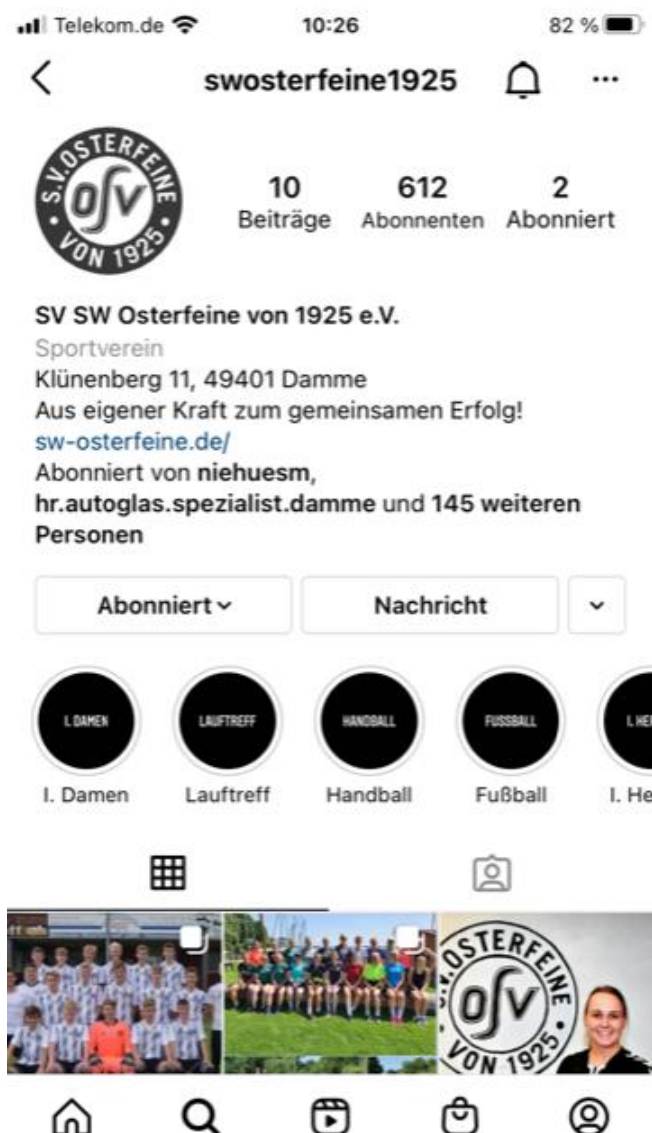 Telekom.de 10:26 82 %
swosterfeine1925
S.V. OSTERFEINE
OSV
VON 1925
10 612 2
Beiträge Abonnenten Abonniert
SV SW Osterfeine von 1925 e.V.
Sportverein
Klünenberg 11, 49401 Damme
Aus eigener Kraft zum gemeinsamen Erfolg!
sw-osterfeine.de/
Abonniert von niehuesm,
hr.autoglas.spezialist.damme und 145 weiteren
Personen
Abonniert Nachricht
I. DAMEN LAUFTREFF HANDBALL FUSSBALL I. HE
I. Damen Lauftreff Handball Fußball I. He
S.V. OSTERFEINE
OSV
VON 1925